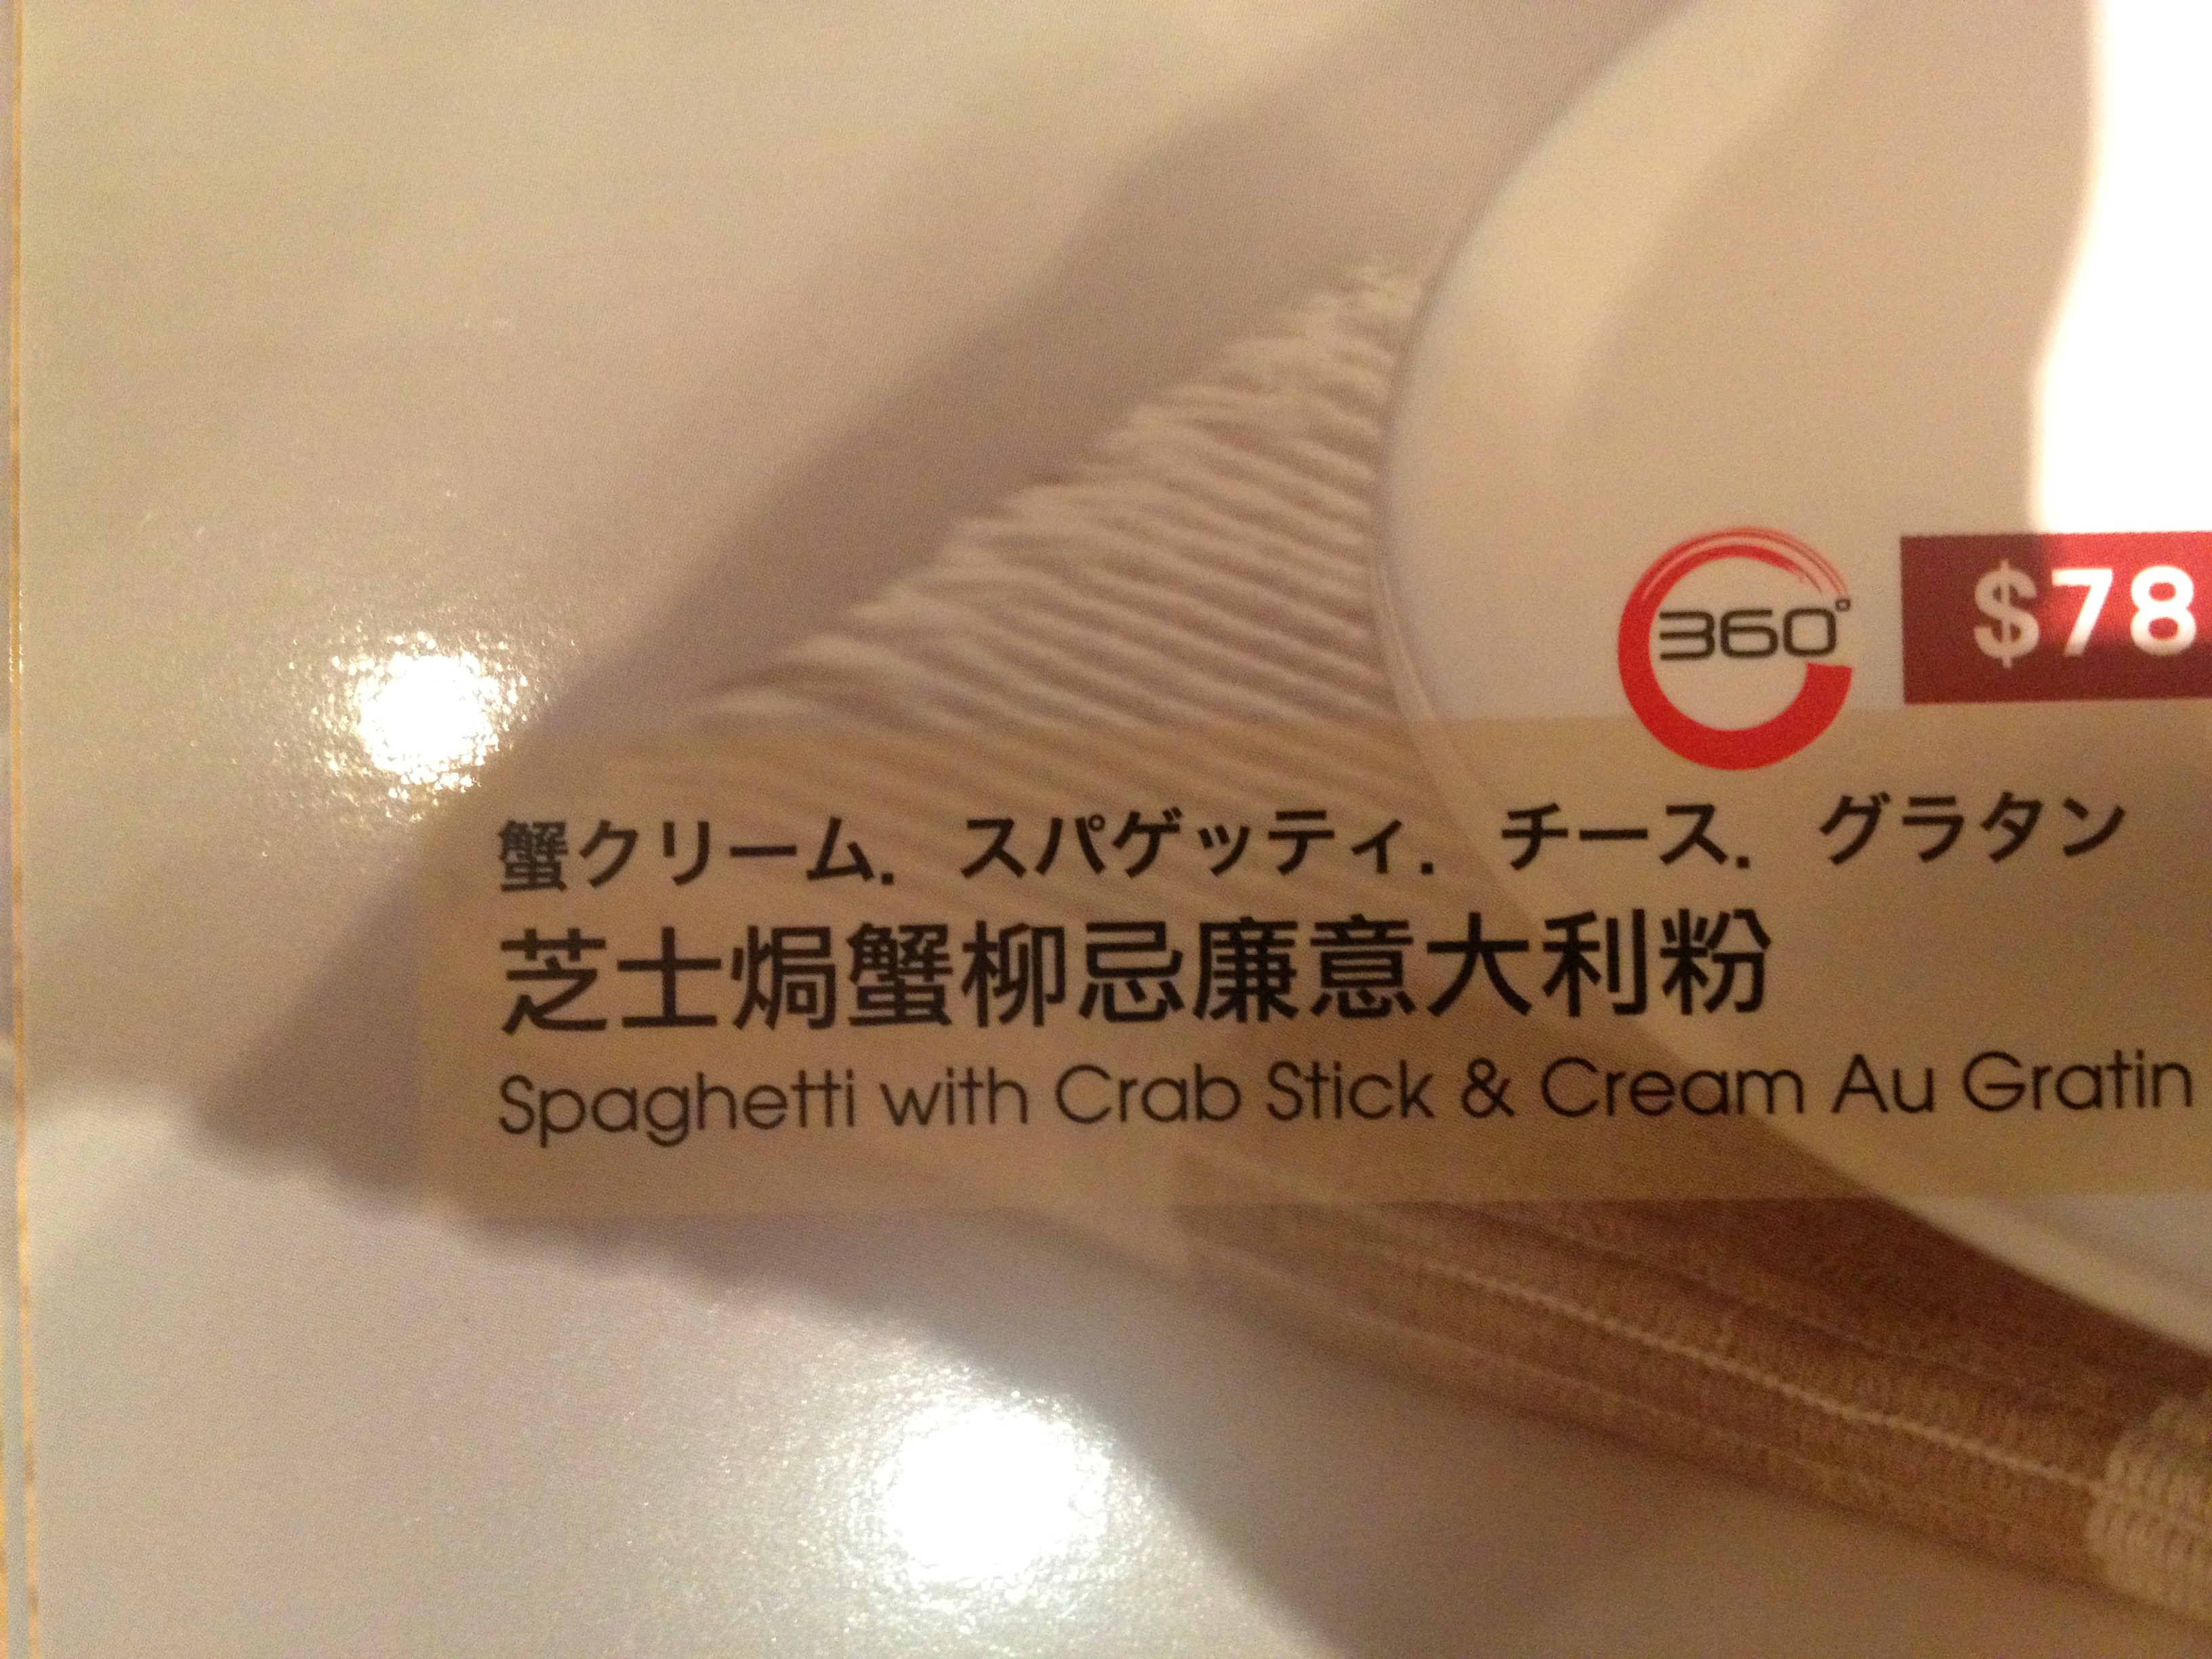 360°
$78
蟹クリーム．スパゲッティ．チース．グラタン
芝士焗蟹柳忌廉意大利粉
Spaghetti with Crab Stick & Cream Au Gratin